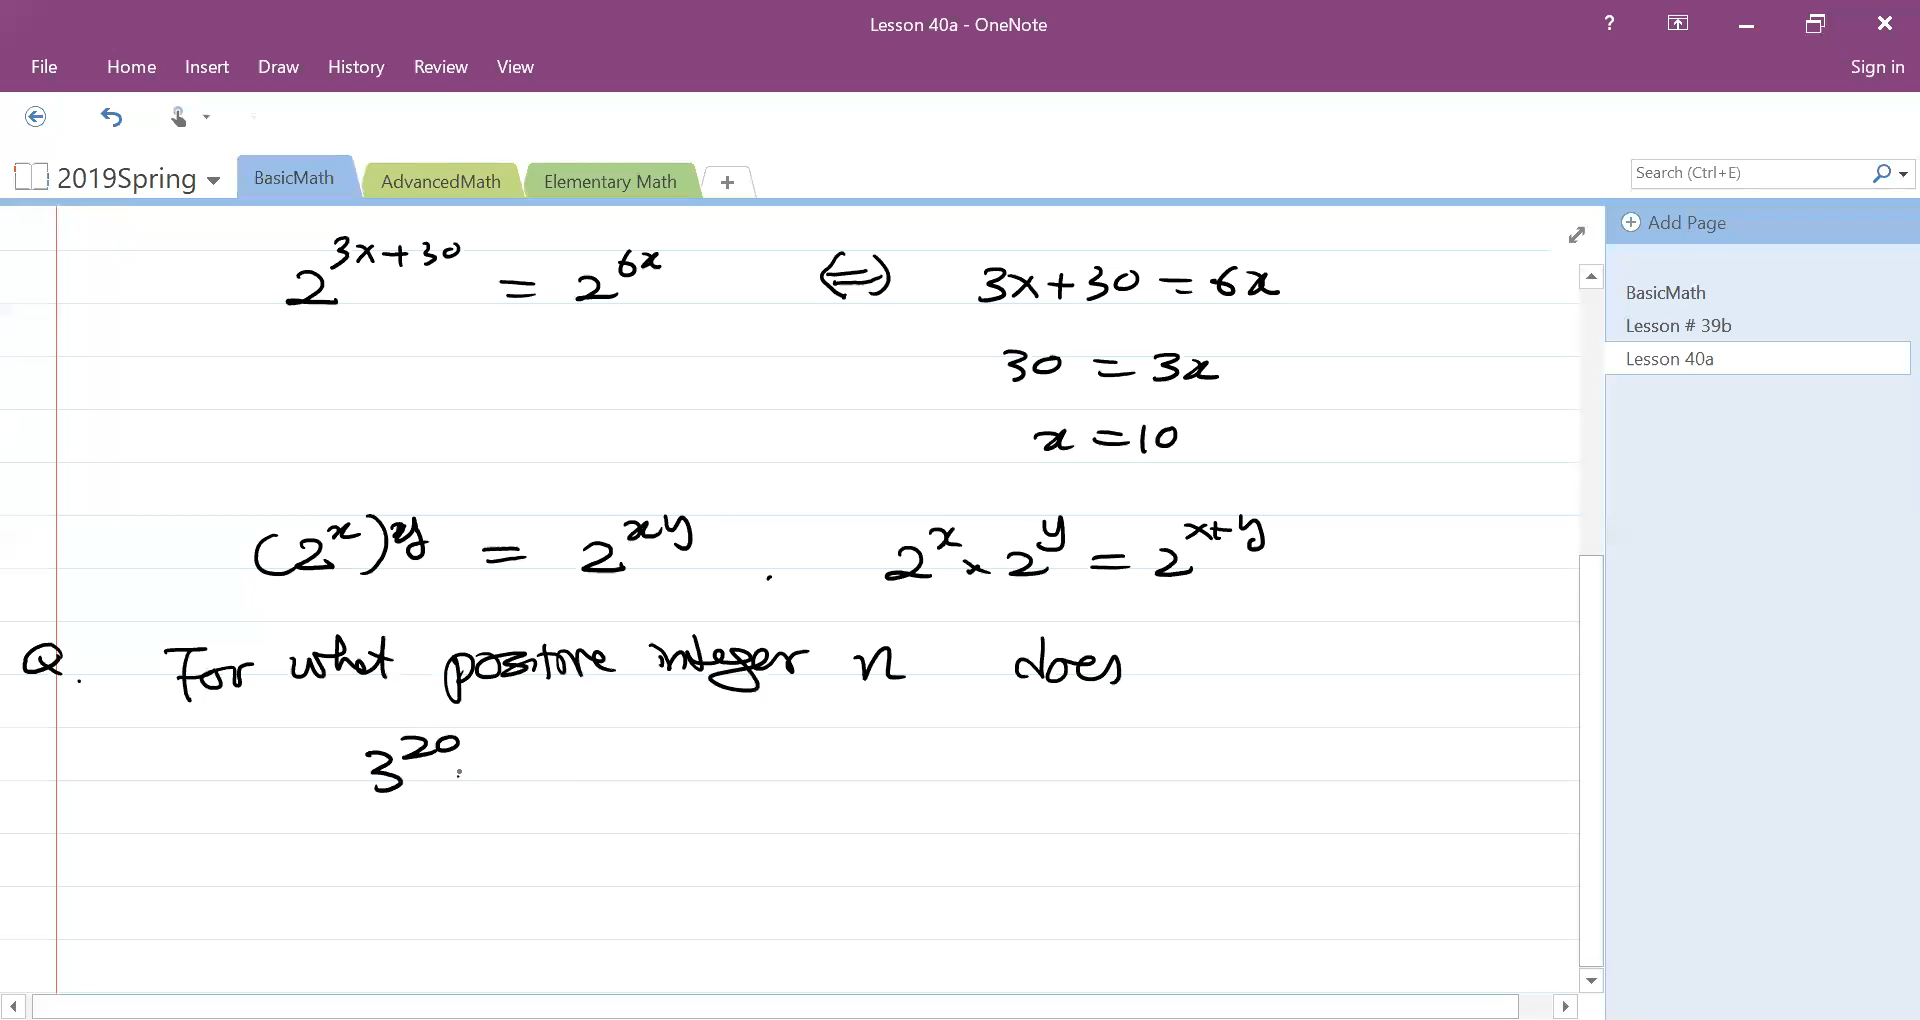 Lesson 40a - OneNote
?
File Home Insert Draw History Review View
Sign in
2019Spring BasicMath AdvancedMath Elementary Math +
Search (Ctrl+E)
Add Page
BasicMath
Lesson # 39b
Lesson 40a
2^{3x+30} = 2^{6x} ⇔ 3x+30 = 6x
30 = 3x
x = 10
(2^x)^y = 2^{xy} . 2^x × 2^y = 2^{x+y}
Q. For what positive integer n does
3^{20}